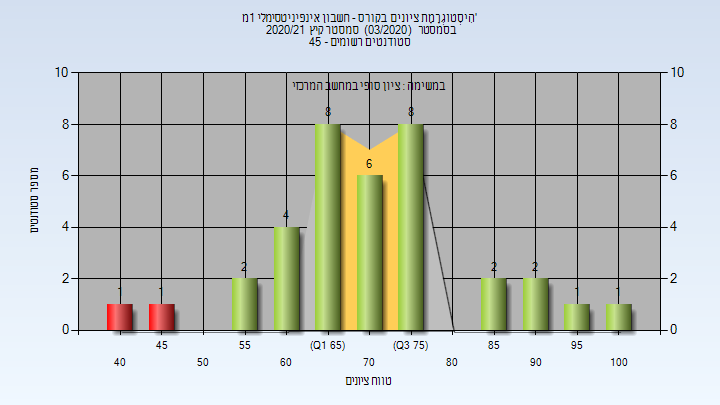 היסטוגרמת ציונים בקורס - חשבון אינפיניטסימלי 1מ'
בסמסטר (03/2020) סמסטר קיץ 2020/21
סטודנטים רשומים - 45
במשימה : ציון סופי במחשב המרכזי
מספר סטודנטים
10 10
8 8
6 6
4 4
2 2
0 0
1 1 2 4 8 6 8 2 2 1 1
45 55 (Q1 65) (Q3 75) 85 95
40 50 60 70 80 90 100
טווח ציונים